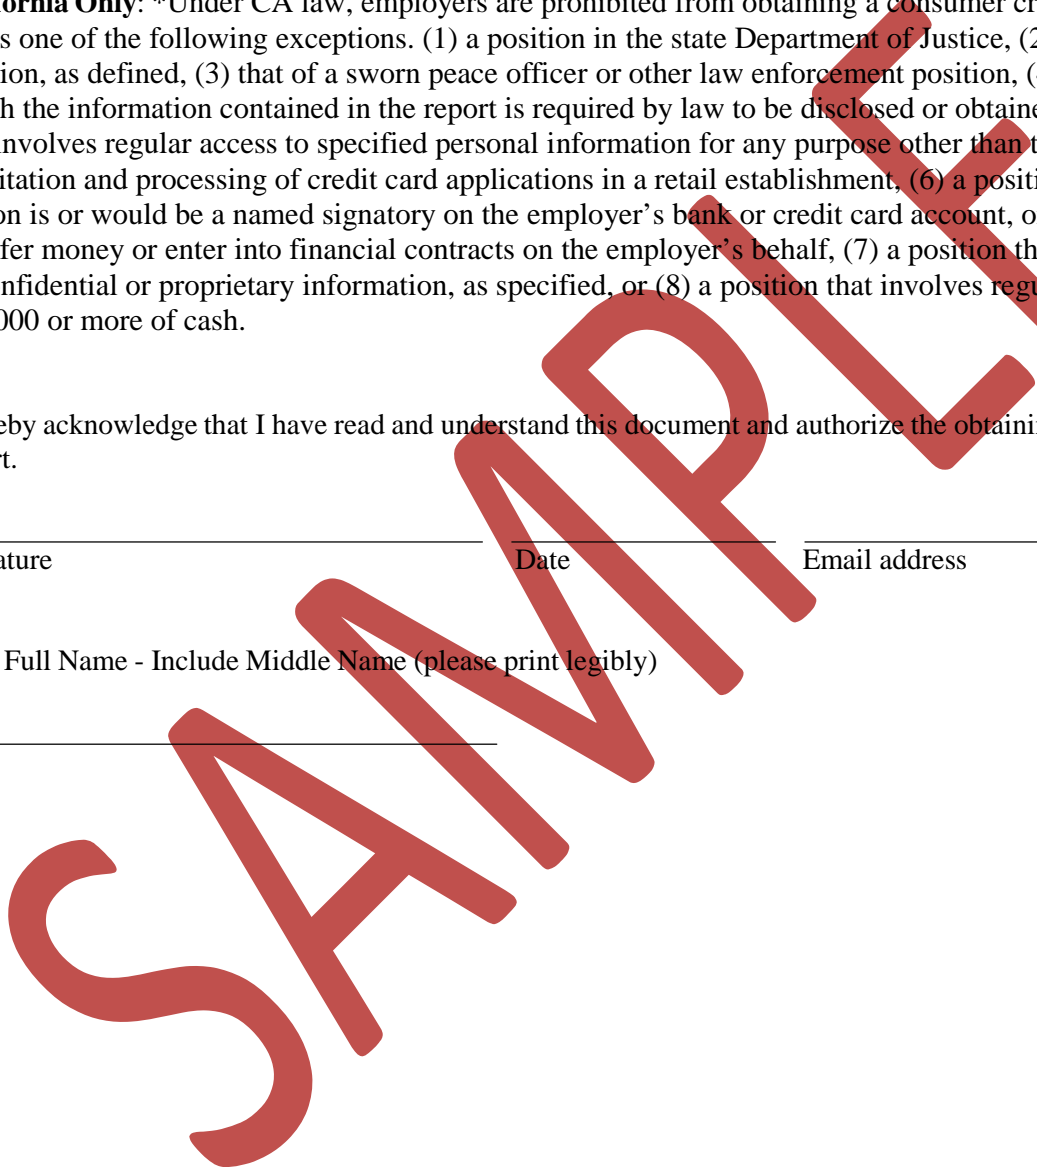 fornia Only: *Under CA law, employers are prohibited from obtaining a consumer cr
s one of the following exceptions. (1) a position in the state Department of Justice, (2
ion, as defined, (3) that of a sworn peace officer or other law enforcement position, (
h the information contained in the report is required by law to be disclosed or obtaine
involves regular access to specified personal information for any purpose other than t
itation and processing of credit card applications in a retail establishment, (6) a positi
on is or would be a named signatory on the employer’s bank or credit card account, o
fer money or enter into financial contracts on the employer’s behalf, (7) a position th
nfidential or proprietary information, as specified, or (8) a position that involves regu
000 or more of cash.
eby acknowledge that I have read and understand this document and authorize the obtaini
t.
ature Date Email address
Full Name - Include Middle Name (please print legibly)
SAMPLE